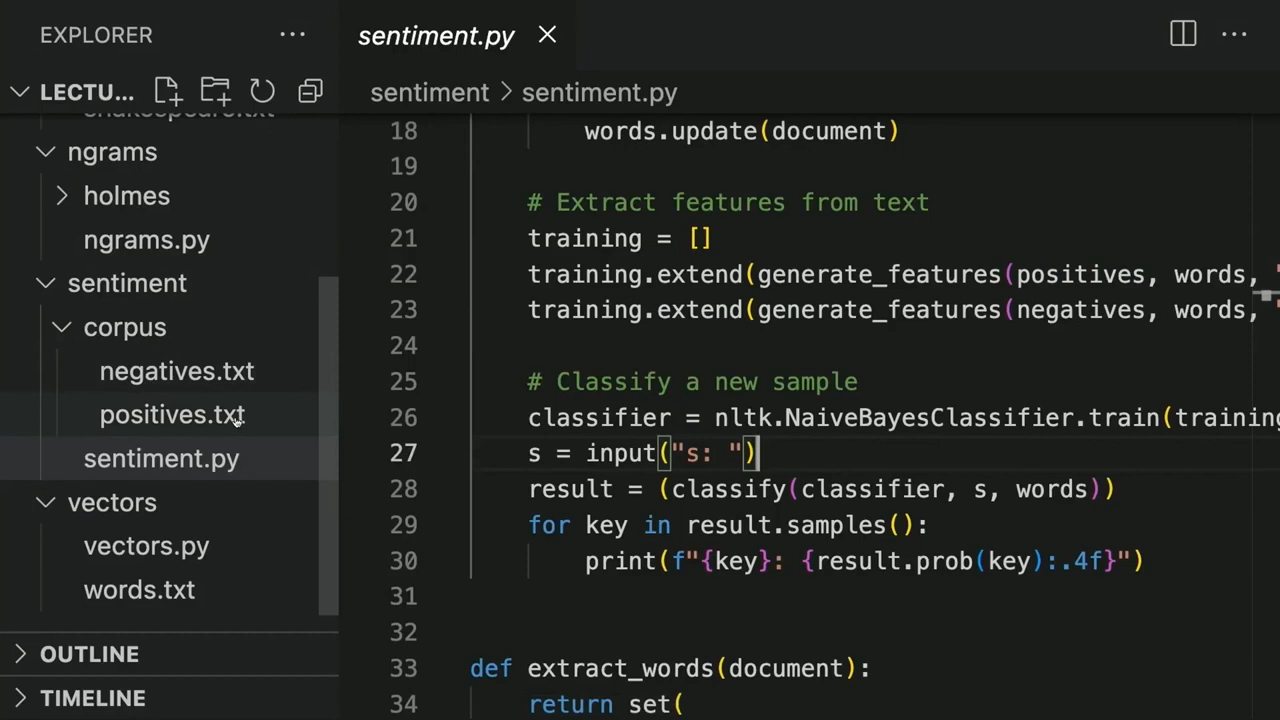 EXPLORER
sentiment.py
LECTU...
sentiment > sentiment.py
shakespeare.txt
ngrams
holmes
ngrams.py
sentiment
corpus
negatives.txt
positives.txt
sentiment.py
vectors
vectors.py
words.txt
OUTLINE
TIMELINE
18 words.update(document)
19
20 # Extract features from text
21 training = []
22 training.extend(generate_features(positives, words,
23 training.extend(generate_features(negatives, words,
24
25 # Classify a new sample
26 classifier = nltk.NaiveBayesClassifier.train(training
27 s = input("s: ")
28 result = (classify(classifier, s, words))
29 for key in result.samples():
30 print(f"{key}: {result.prob(key):.4f}")
31
32
33 def extract_words(document):
34 return set(